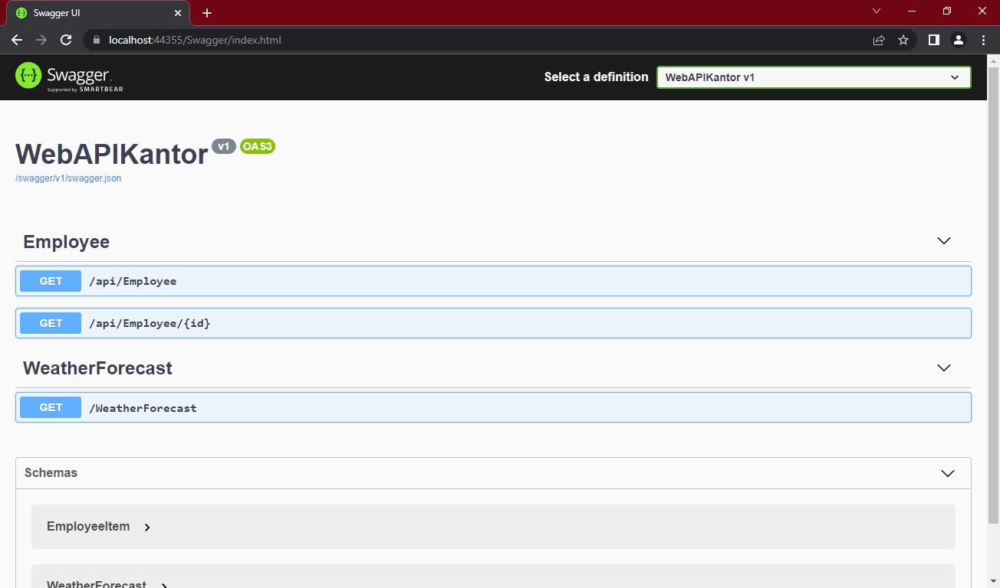 Swagger UI
localhost:44355/Swagger/index.html
Swagger
Supported by SMARTBEAR
Select a definition
WebAPIKantor v1
WebAPIKantor v1 OAS3
/swagger/v1/swagger.json
Employee
GET /api/Employee
GET /api/Employee/{id}
WeatherForecast
GET /WeatherForecast
Schemas
EmployeeItem
WeatherForecast